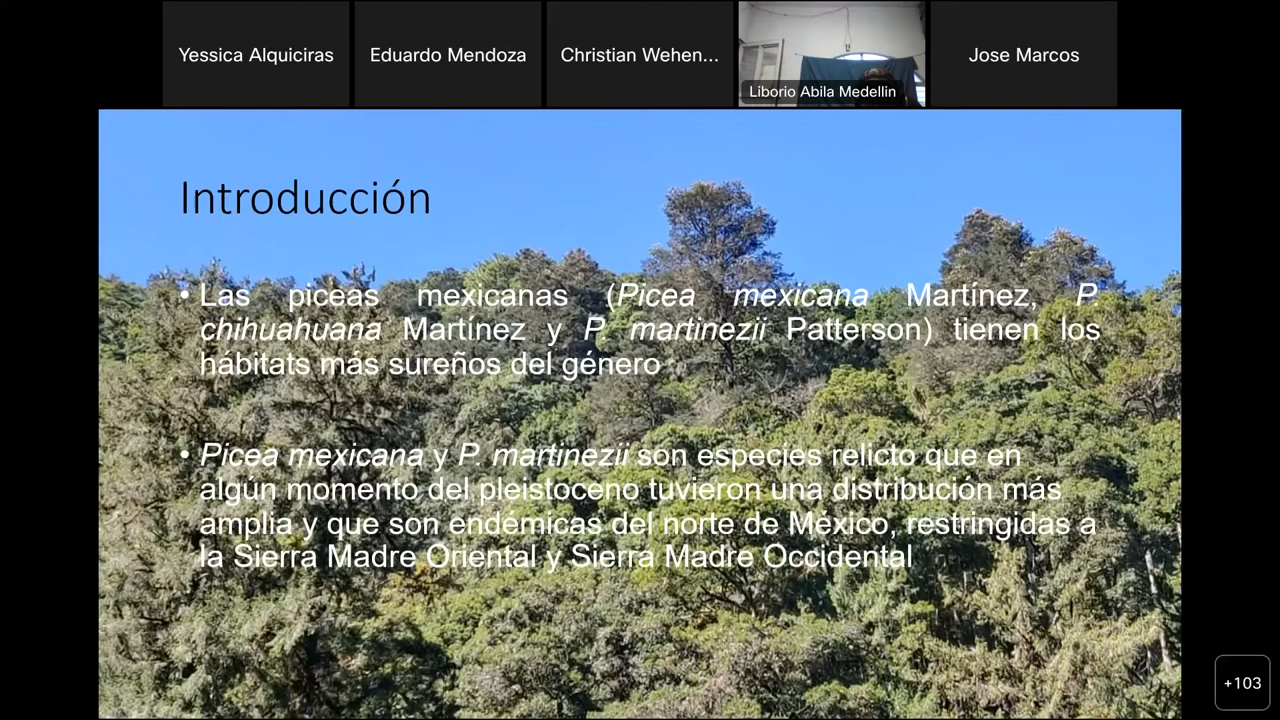 Yessica Alquiciras
Eduardo Mendoza
Christian Wehen...
Liborio Abila Medellin
Jose Marcos
Introducción
• Las piceas mexicanas (Picea mexicana Martínez, P.
chihuahuana Martínez y P. martinezii Patterson) tienen los
hábitats más sureños del género
• Picea mexicana y P. martinezii son especies relicto que en
algún momento del pleistoceno tuvieron una distribución más
amplia y que son endémicas del norte de México, restringidas a
la Sierra Madre Oriental y Sierra Madre Occidental
+103